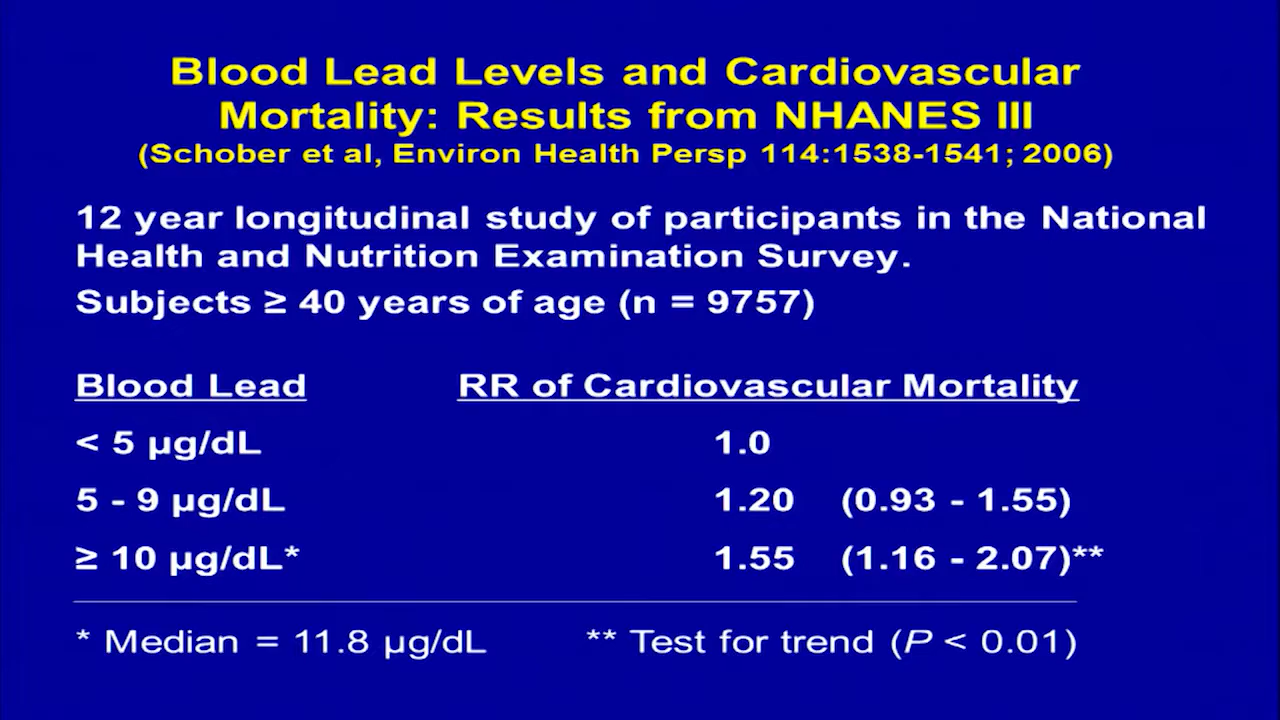 Blood Lead Levels and Cardiovascular
Mortality: Results from NHANES III
(Schober et al, Environ Health Persp 114:1538-1541; 2006)
12 year longitudinal study of participants in the National
Health and Nutrition Examination Survey.
Subjects ≥ 40 years of age (n = 9757)
Blood Lead RR of Cardiovascular Mortality
< 5 µg/dL 1.0
5 - 9 µg/dL 1.20 (0.93 - 1.55)
≥ 10 µg/dL* 1.55 (1.16 - 2.07)**
* Median = 11.8 µg/dL ** Test for trend (P < 0.01)